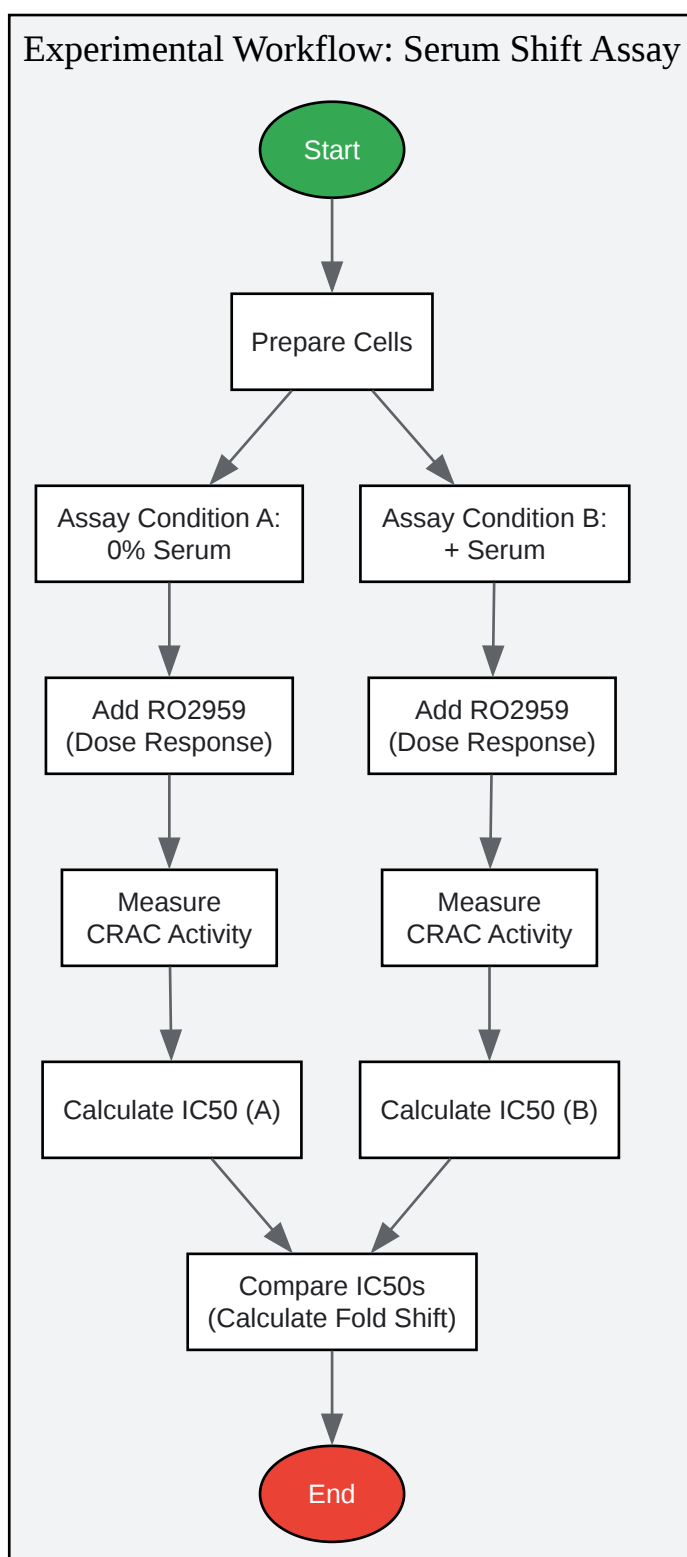 Experimental Workflow: Serum Shift Assay
Start
Prepare Cells
Assay Condition A:
0% Serum
Assay Condition B:
+ Serum
Add RO2959
(Dose Response)
Add RO2959
(Dose Response)
Measure
CRAC Activity
Measure
CRAC Activity
Calculate IC50 (A)
Calculate IC50 (B)
Compare IC50s
(Calculate Fold Shift)
End